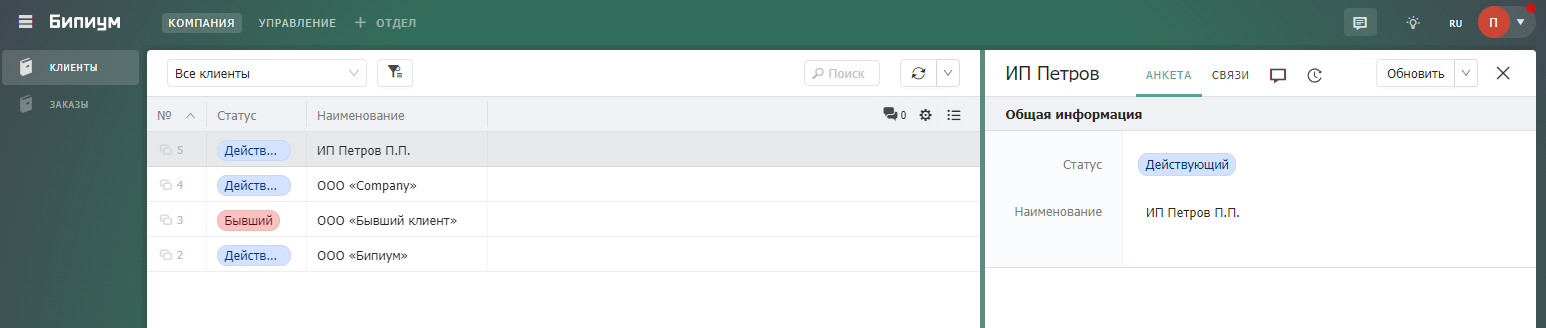 Бипиум КОМПАНИЯ УПРАВЛЕНИЕ + ОТДЕЛ RU П
КЛИЕНТЫ
ЗАКАЗЫ
Все клиенты Поиск
№ Статус Наименование 0
5 Действ... ИП Петров П.П.
4 Действ... ООО «Company»
3 Бывший ООО «Бывший клиент»
2 Действ... ООО «Бипиум»
ИП Петров АНКЕТА СВЯЗИ Обновить
Общая информация
Статус Действующий
Наименование ИП Петров П.П.